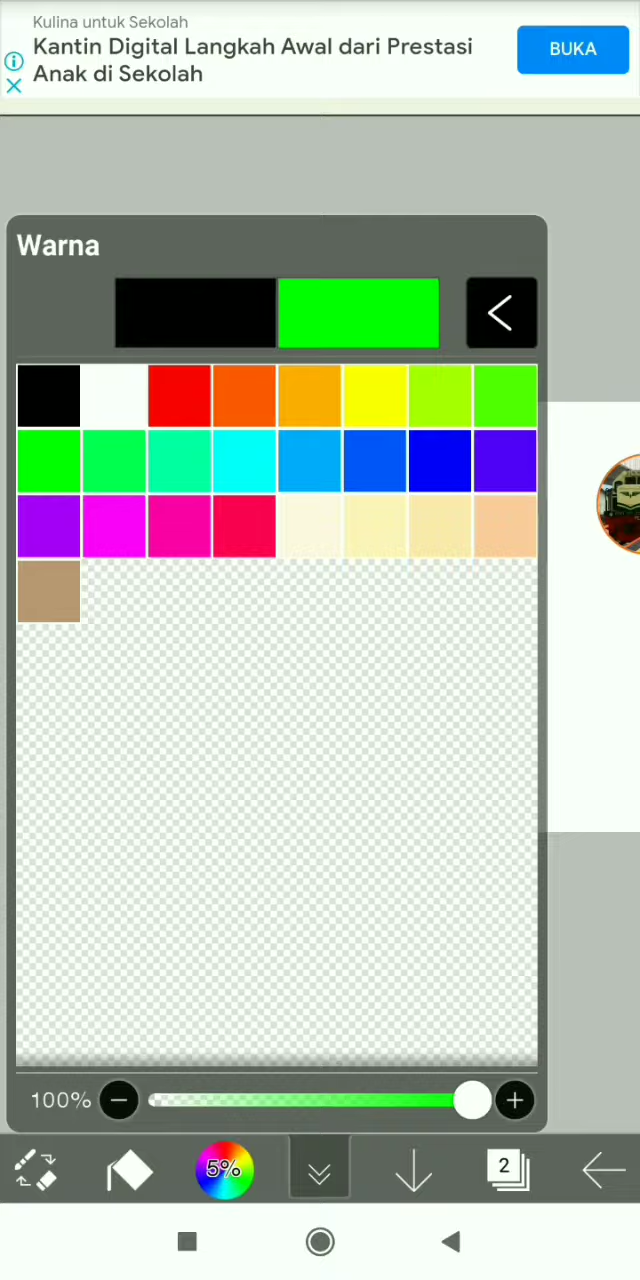 Kulina untuk Sekolah
Kantin Digital Langkah Awal dari Prestasi
Anak di Sekolah
BUKA
Warna
100%
5%
2